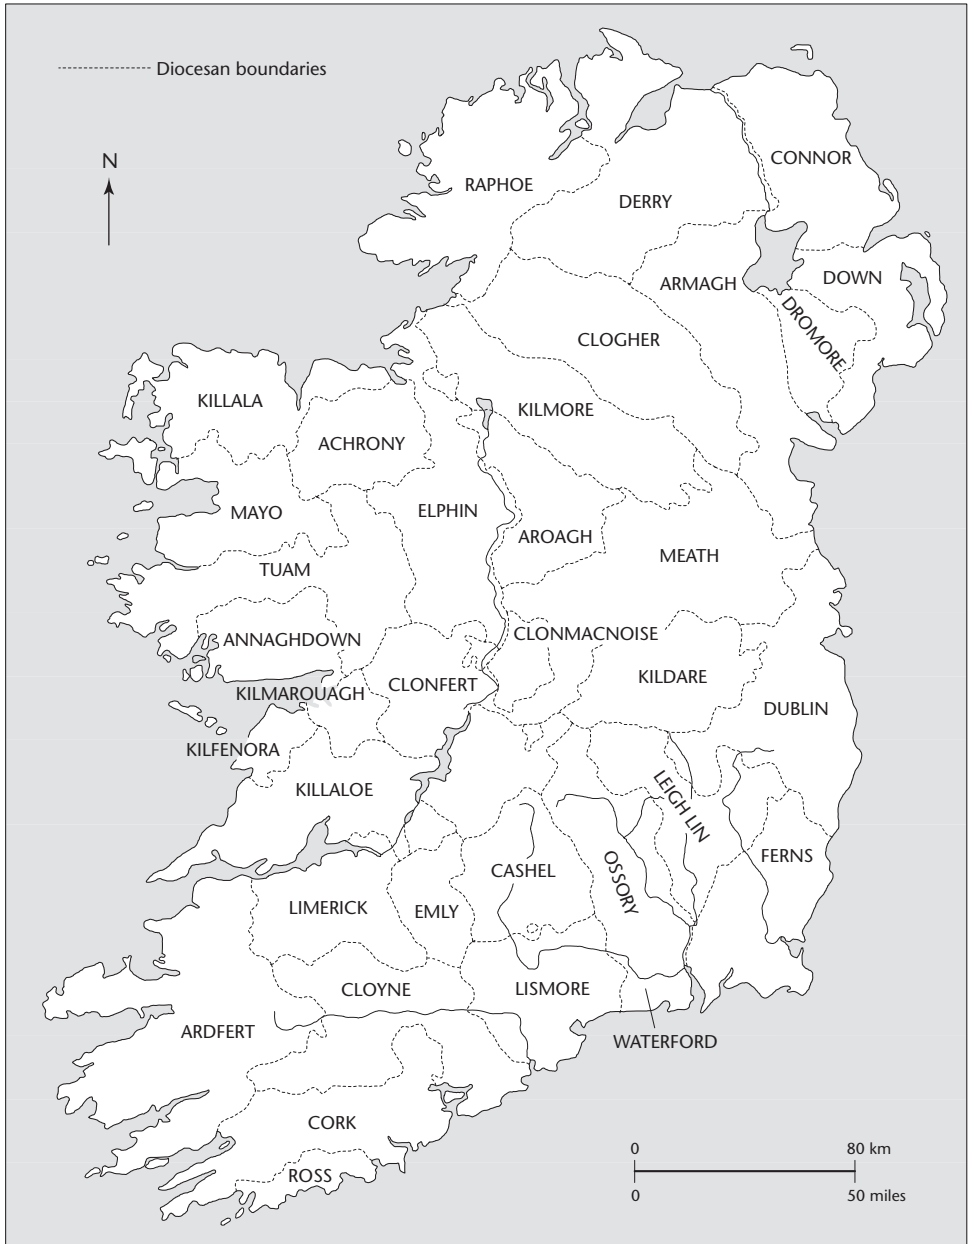 Diocesan boundaries
N
CONNOR
RAPHOE
DERRY
DOWN
ARMAGH
DROMORE
CLOGHER
KILLALA
KILMORE
ACHRONY
ELPHIN
MAYO
AROAGH
MEATH
TUAM
CLONMACNOISE
ANNAGHDOWN
KILDARE
CLONFERT
KILMAROUAGH
DUBLIN
KILFENORA
KILLALOE
LEIGH LIN
FERNS
CASHEL
OSSORY
LIMERICK
EMLY
CLOYNE
LISMORE
ARDFERT
WATERFORD
CORK
ROSS
0 80 km
0 50 miles